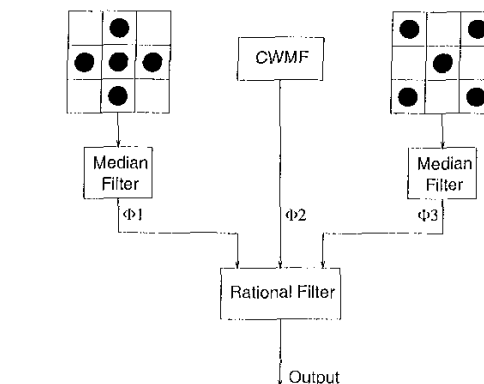 CWMF
Median
Filter
Median
Filter
Φ1
Φ2
Φ3
Rational Filter
Output